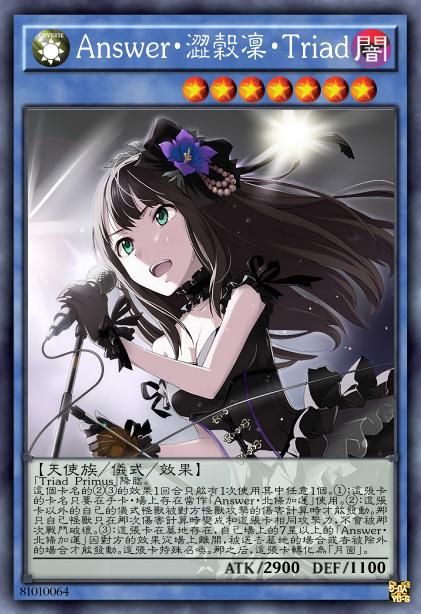 REVERSE
Answer・澀穀凜・Triad
闇
【天使族／儀式／效果】
「Triad Primus」降臨。
這個卡名的(2)(3)的效果1回合只能有1次使用其中任意1個。①:這張卡
的卡名只要在手卡・場上存在當作「Answer・北條加蓮」使用。(2):這張
卡以外的自己的儀式怪獸被對方怪獸攻擊的傷害計算時才能發動。那
只自己怪獸只在那次傷害計算時變成和這張卡相同攻擊力，不會被那
次戰鬥破壞。③:這張卡在墓地存在，自己場上的7星以上的「Answer・
北條加蓮」因對方的效果從場上離開，被送去墓地的場合或者被除外
的場合才能發動。這張卡特殊召喚。那之後，這張卡轉化為「月面」。
ATK/2900 DEF/1100
81010064